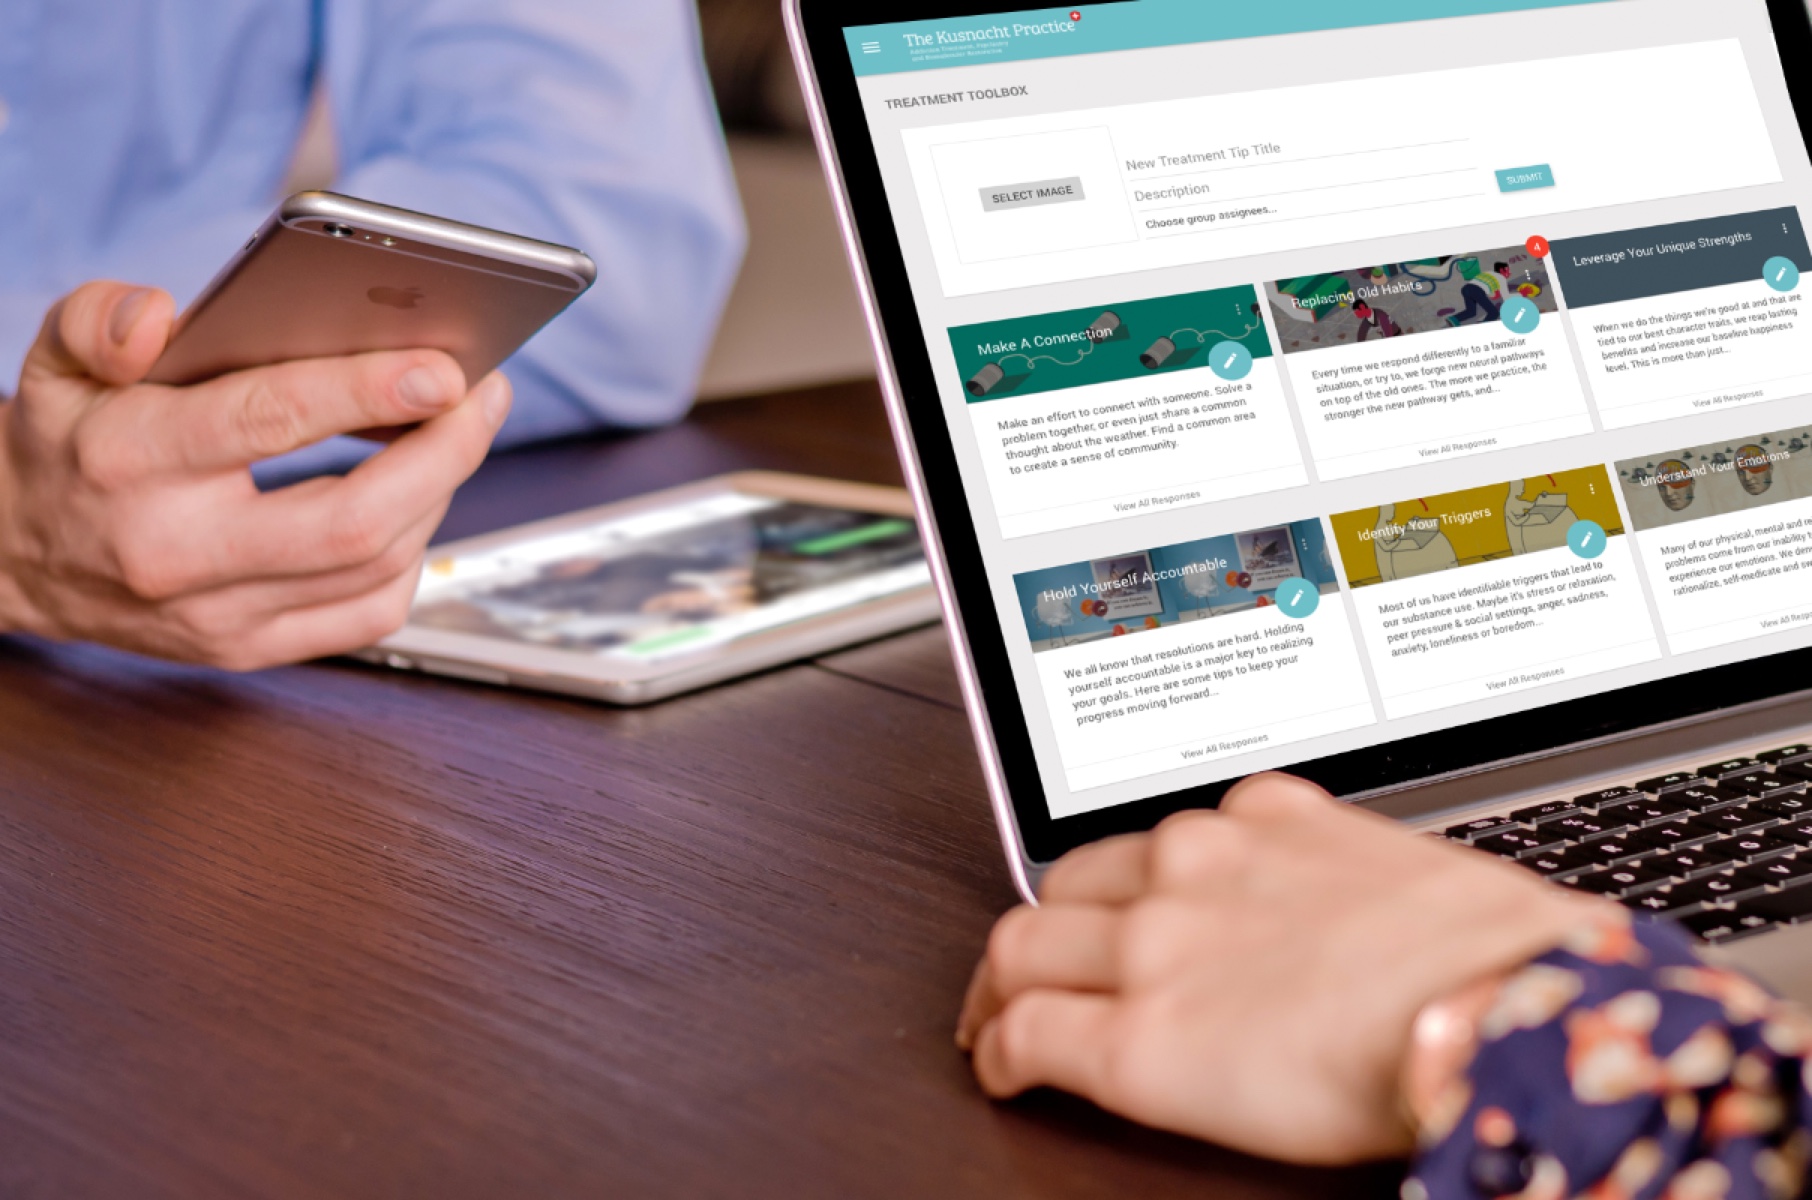 The Kusnacht Practice
Addiction Treatment, Psychiatry
and Biomolecular Restoration
TREATMENT TOOLBOX
SELECT IMAGE
New Treatment Tip Title
Description
Choose group assignees...
SUBMIT
Make A Connection
Make an effort to connect with someone. Solve a
problem together, or even just share a common
thought about the weather. Find a common area
to create a sense of community.
View All Responses
4
Replacing Old Habits
Every time we respond differently to a familiar
situation, or try to, we forge new neural pathways
on top of the old ones. The more we practice, the
stronger the new pathway gets, and...
View All Responses
Leverage Your Unique Strengths
When we do the things we're good at and that are
tied to our best character traits, we reap lasting
benefits and increase our baseline happiness
level. This is more than just...
View All Responses
Hold Yourself Accountable
We all know that resolutions are hard. Holding
yourself accountable is a major key to realizing
your goals. Here are some tips to keep your
progress moving forward...
View All Responses
Identify Your Triggers
Most of us have identifiable triggers that lead to
our substance use. Maybe it's stress or relaxation,
peer pressure & social settings, anger, sadness,
anxiety, loneliness or boredom...
View All Responses
Understand Your Emotions
Many of our physical, mental and re
problems come from our inability t
experience our emotions. We den
rationalize, self-medicate and sw
View All Respo